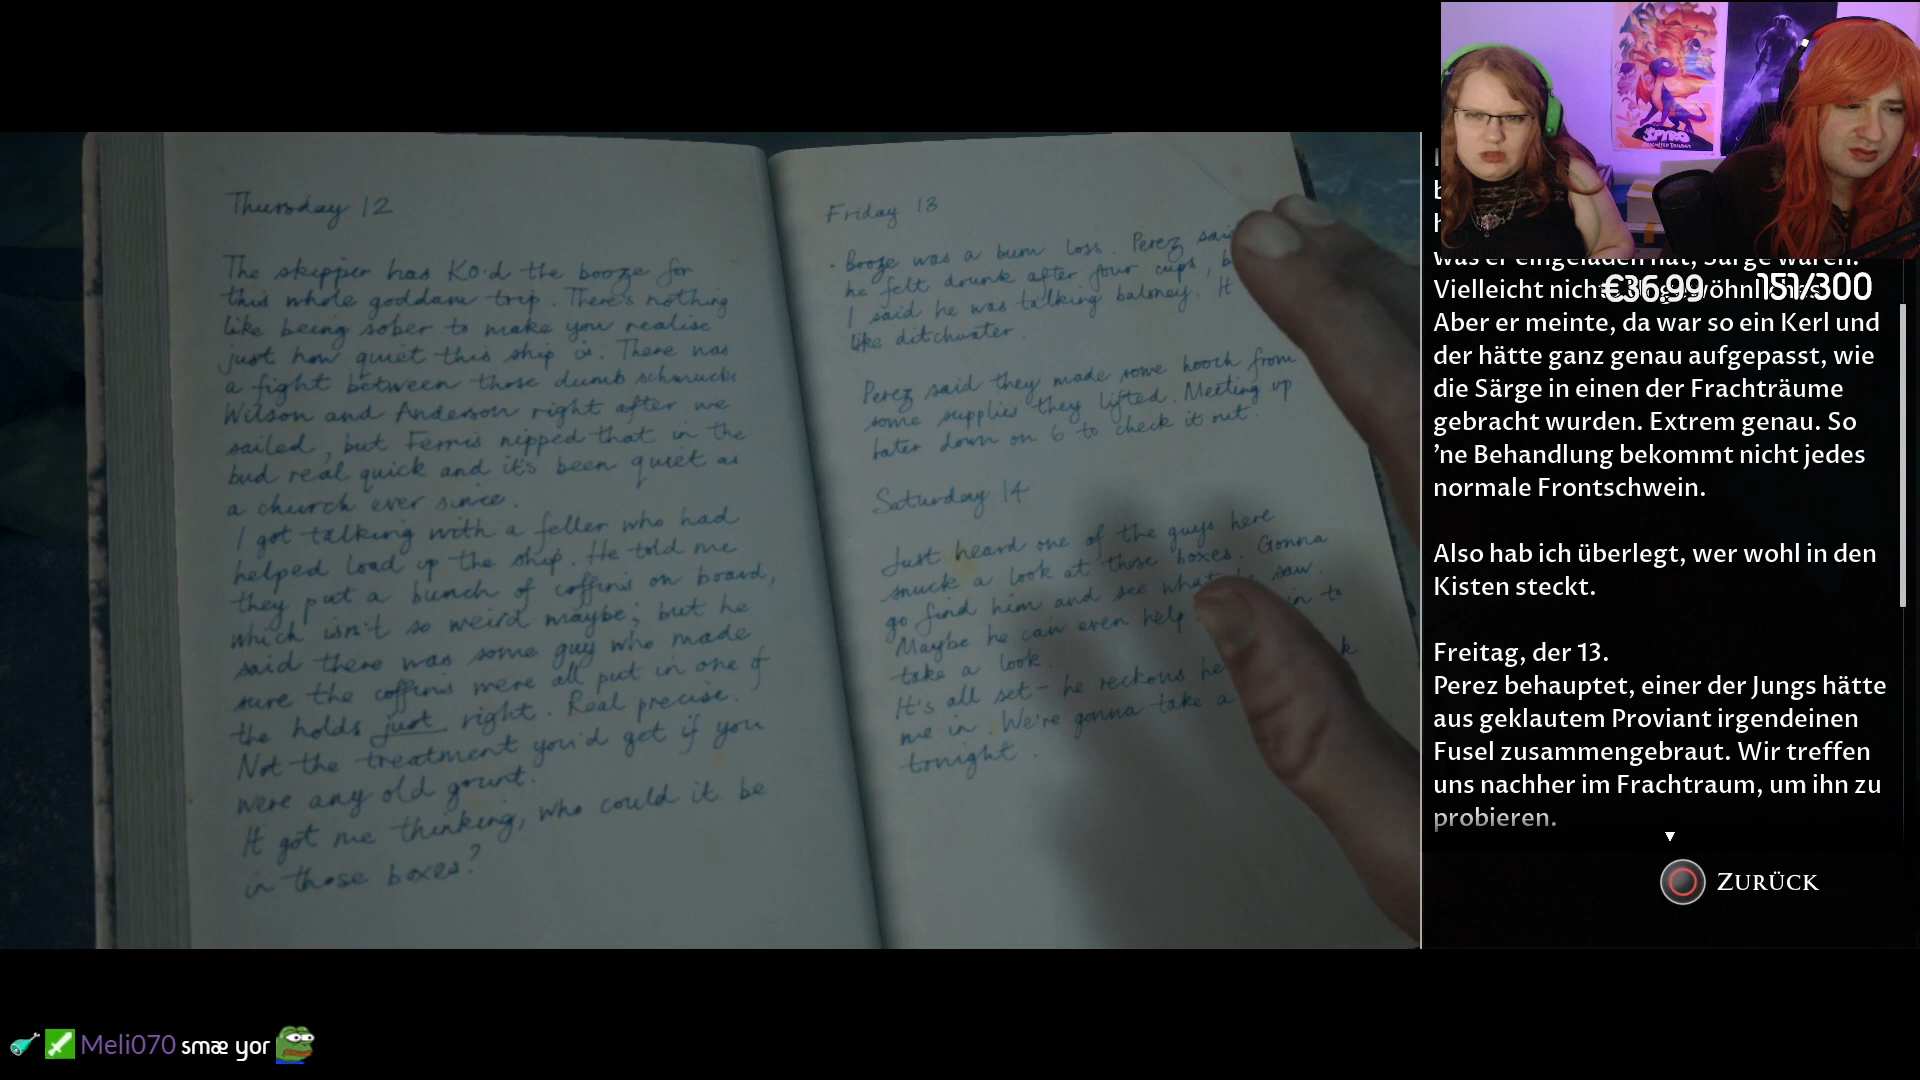 Thursday 12
The skipper has KO'd the booze for
this whole goddam trip. There's nothing
like being sober to make you realise
just how quiet this ship is. There was
a fight between those dumb schmucks
Wilson and Anderson right after we
sailed, but Ferris nipped that in the
bud real quick and it's been quiet as
a church ever since.
I got talking with a feller who had
helped load up the ship. He told me
they put a bunch of coffins on board,
which isn't so weird maybe; but he
said there was some guy who made
sure the coffins were all put in one of
the holds just right. Real precise.
Not the treatment you'd get if you
were any old grunt.
It got me thinking, who could it be
in those boxes?
Friday 13
Booze was a bum loss. Perez said
he felt drunk after four cups,
I said he was talking baloney. It
like ditchwater.
Perez said they made some hooch from
some supplies they lifted. Meeting up
later down on 6 to check it out.
Saturday 14
Just heard one of the guys here
snuck a look at those boxes. Gonna
go find him and see what he saw.
Maybe he can even help in to
take a look.
It's all set - he reckons he
me in. We're gonna take a
tonight.
SPYRO
was er eingeladen hat, Särge waren.
€36.99 151/300
Vielleicht
Aber er meinte, da war so ein Kerl und
der hätte ganz genau aufgepasst, wie
die Särge in einen der Frachträume
gebracht wurden. Extrem genau. So
'ne Behandlung bekommt nicht jedes
normale Frontschwein.
Also hab ich überlegt, wer wohl in den
Kisten steckt.
Freitag, der 13.
Perez behauptet, einer der Jungs hätte
aus geklautem Proviant irgendeinen
Fusel zusammengebraut. Wir treffen
uns nachher im Frachtraum, um ihn zu
probieren.
ZURÜCK
Meli070 smæ yor